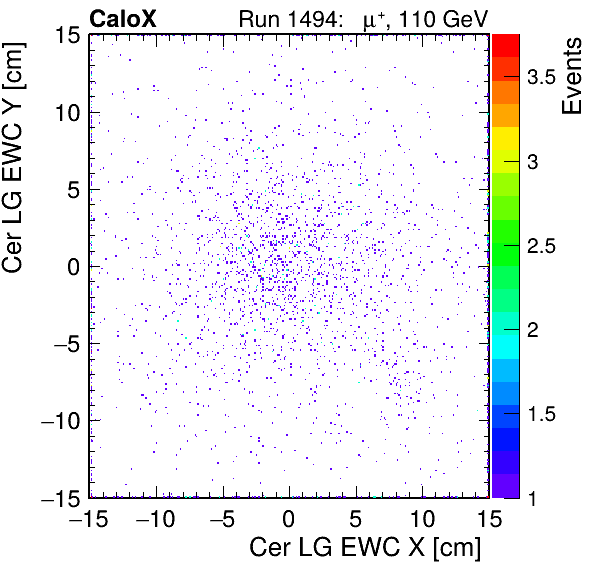 CaloX Run 1494: μ⁺, 110 GeV
Cer LG EWC Y [cm]
15
10
5
0
−5
−10
−15
−15 −10 −5 0 5 10 15
Cer LG EWC X [cm]
Events
3.5
3
2.5
2
1.5
1